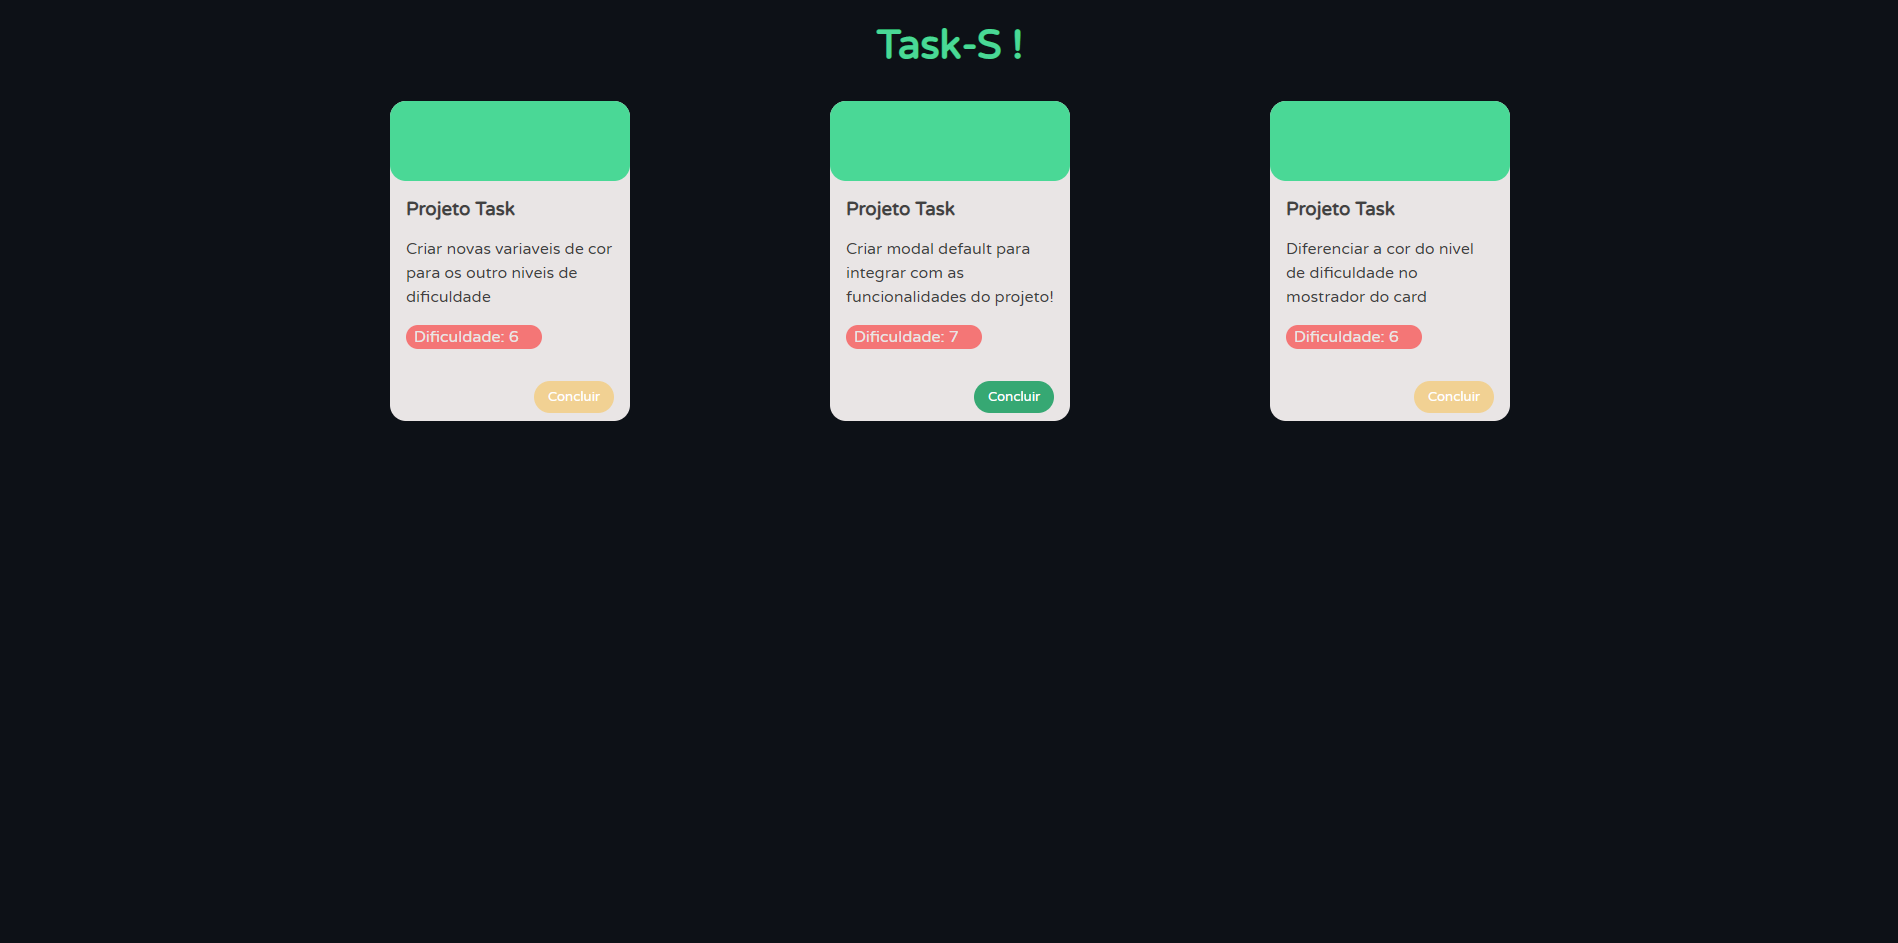 Task-S !
Projeto Task
Criar novas variaveis de cor
para os outro niveis de
dificuldade
Dificuldade: 6
Concluir
Projeto Task
Criar modal default para
integrar com as
funcionalidades do projeto!
Dificuldade: 7
Concluir
Projeto Task
Diferenciar a cor do nivel
de dificuldade no
mostrador do card
Dificuldade: 6
Concluir